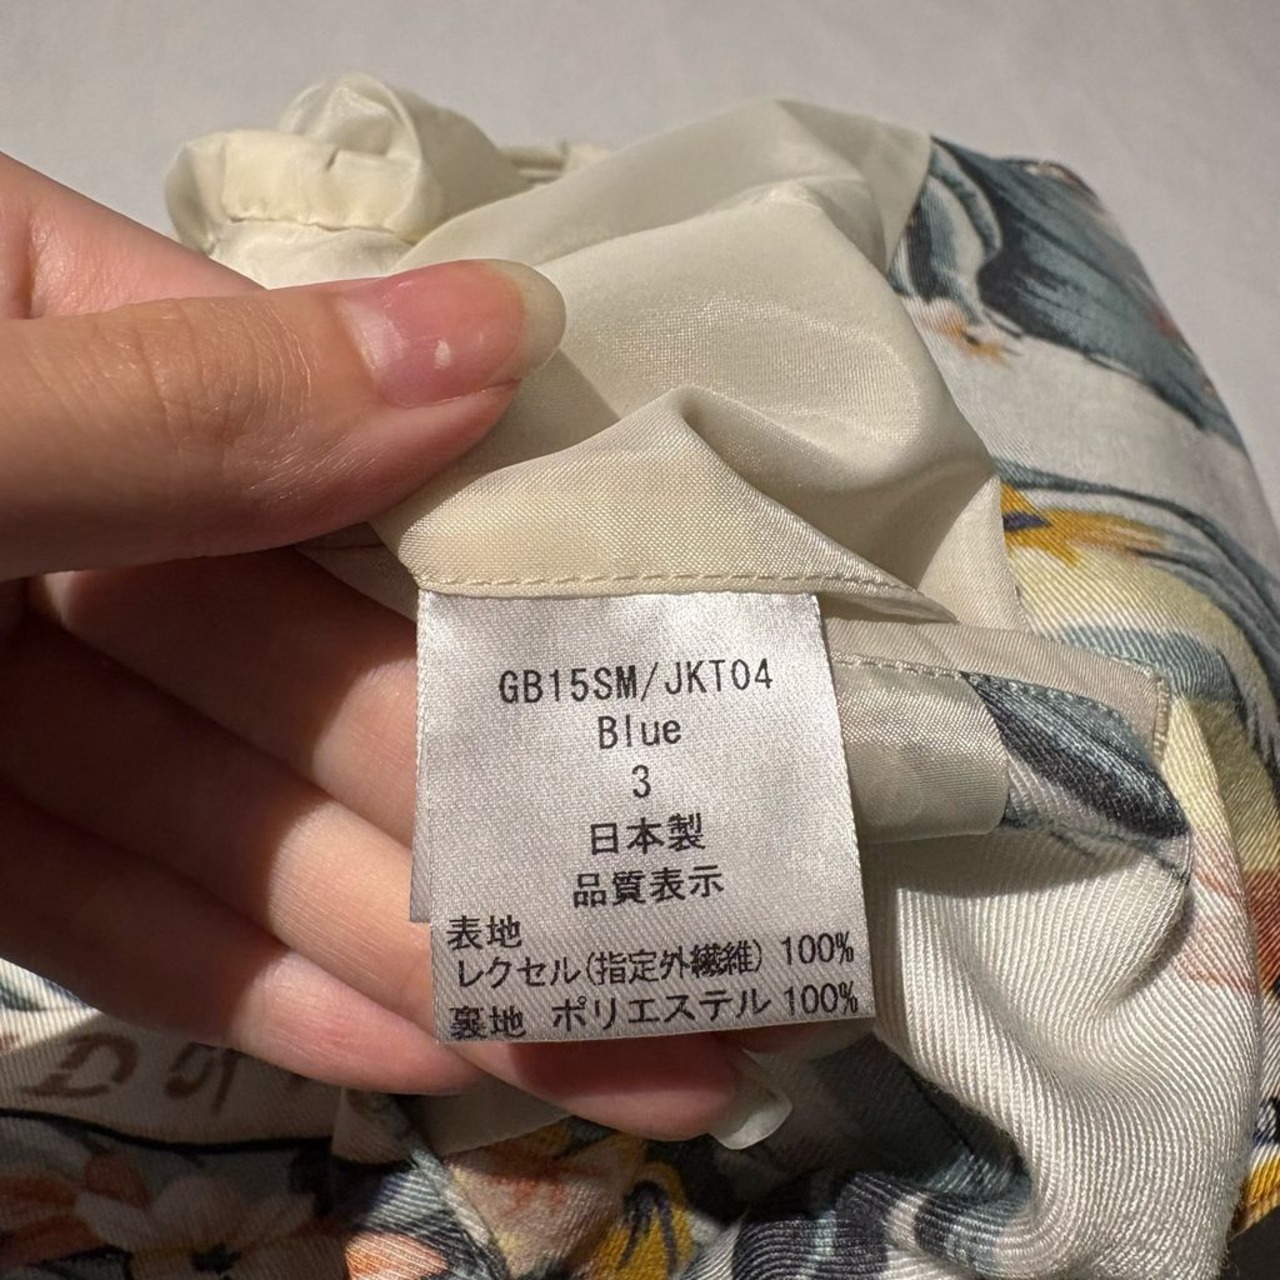 GB15SM/JKT04
Blue
3
日本製
品質表示
表地
レクセル(指定外繊維) 100%
裏地 ポリエステル 100%